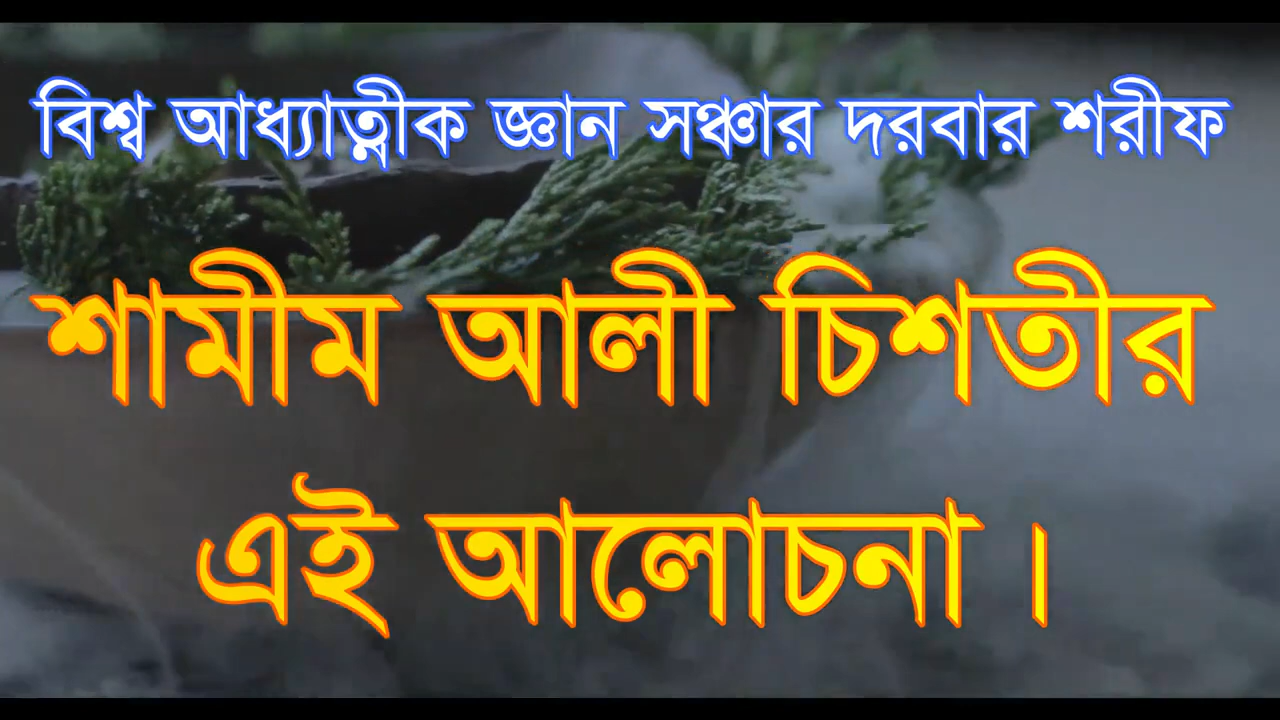 বিশ্ব আধ্যাত্নীক জ্ঞান সঞ্চার দরবার শরীফ
শামীম আলী চিশতীর
এই আলোচনা।